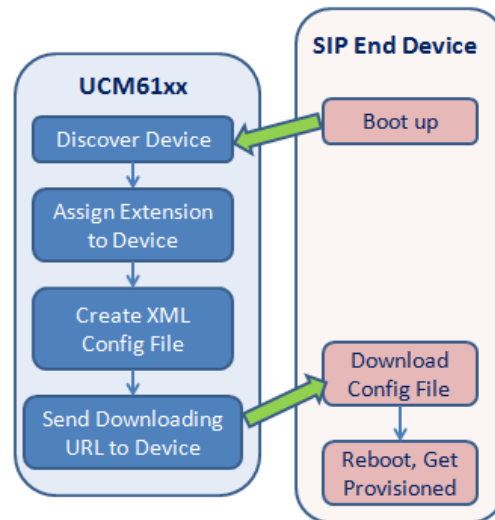 UCM61xx
Discover Device
Assign Extension
to Device
Create XML
Config File
Send Downloading
URL to Device
SIP End Device
Boot up
Download
Config File
Reboot, Get
Provisioned